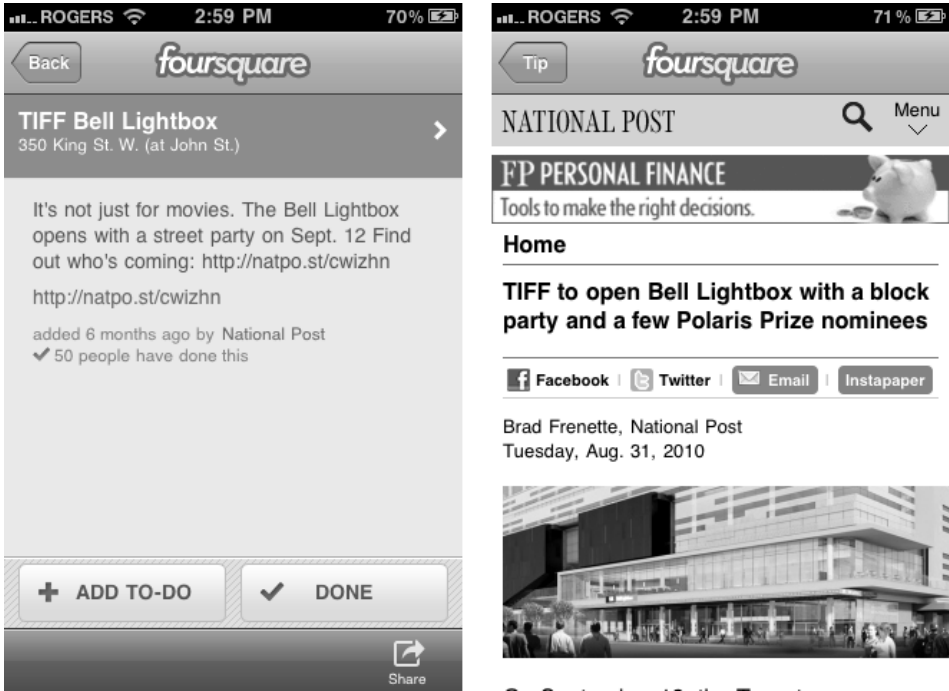 ROGERS 2:59 PM 70%
Back foursquare
TIFF Bell Lightbox
350 King St. W. (at John St.)
It's not just for movies. The Bell Lightbox
opens with a street party on Sept. 12 Find
out who's coming: http://natpo.st/cwizhn
http://natpo.st/cwizhn
added 6 months ago by National Post
50 people have done this
ADD TO-DO DONE
Share
ROGERS 2:59 PM 71%
Tip foursquare
NATIONAL POST Menu
FP PERSONAL FINANCE
Tools to make the right decisions.
Home
TIFF to open Bell Lightbox with a block
party and a few Polaris Prize nominees
Facebook Twitter Email Instapaper
Brad Frenette, National Post
Tuesday, Aug. 31, 2010